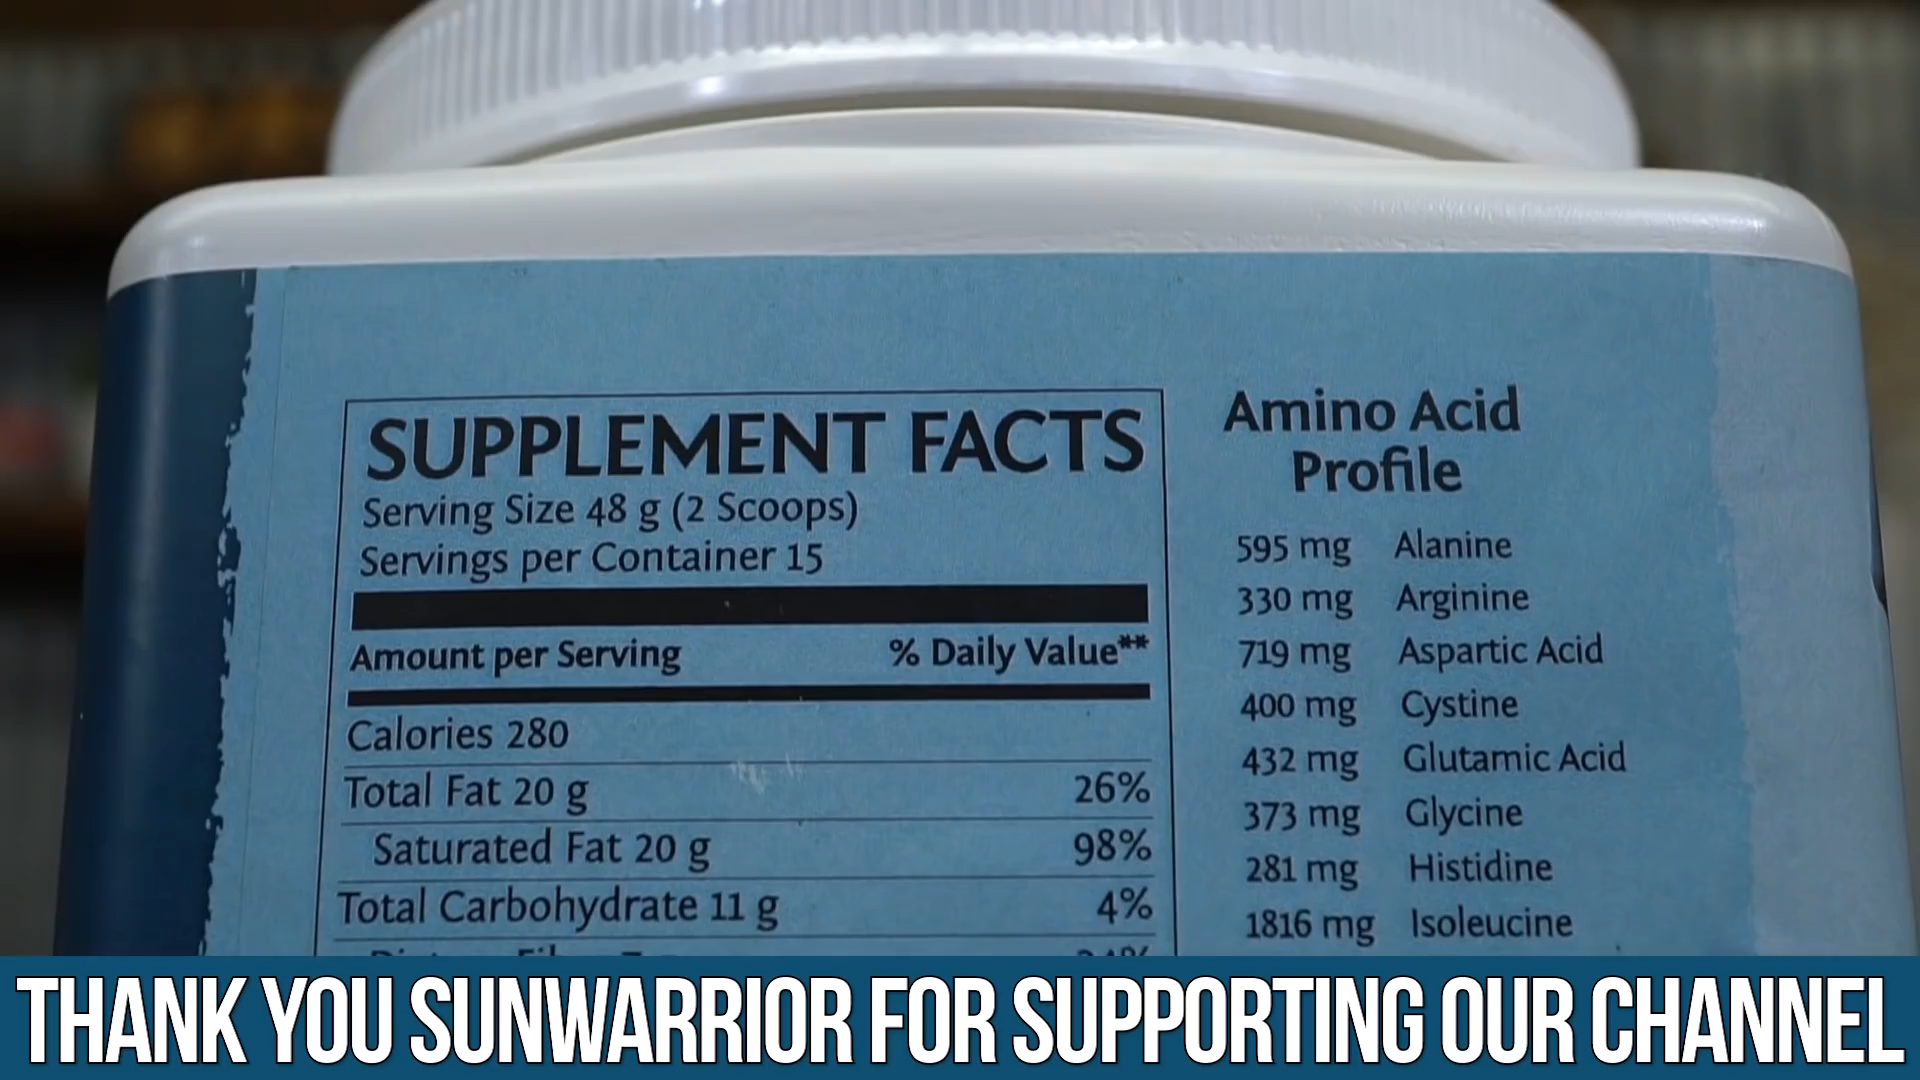 SUPPLEMENT FACTS
Serving Size 48 g (2 Scoops)
Servings per Container 15
Amount per Serving % Daily Value**
Calories 280
Total Fat 20 g 26%
Saturated Fat 20 g 98%
Total Carbohydrate 11 g 4%
Amino Acid
Profile
595 mg Alanine
330 mg Arginine
719 mg Aspartic Acid
400 mg Cystine
432 mg Glutamic Acid
373 mg Glycine
281 mg Histidine
1816 mg Isoleucine
THANK YOU SUNWARRIOR FOR SUPPORTING OUR CHANNEL